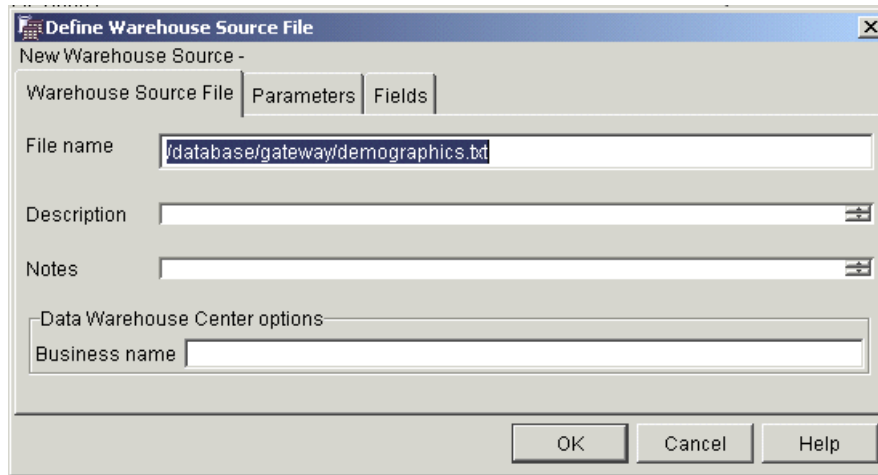 Define Warehouse Source File
New Warehouse Source -
Warehouse Source File Parameters Fields
File name /database/gateway/demographics.txt
Description
Notes
Data Warehouse Center options
Business name
OK Cancel Help